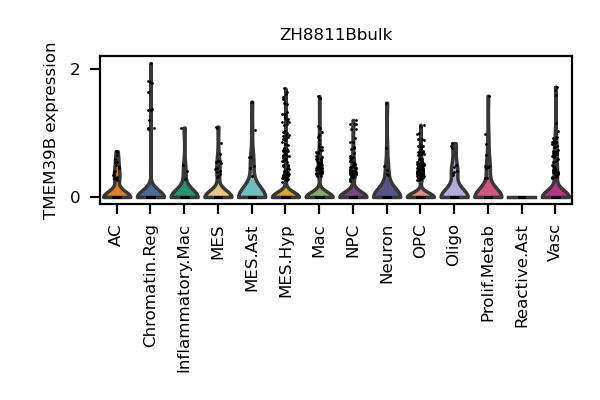 ZH8811Bbulk
TMEM39B expression
2
0
AC
Chromatin.Reg
Inflammatory.Mac
MES
MES.Ast
MES.Hyp
Mac
NPC
Neuron
OPC
Oligo
Prolif.Metab
Reactive.Ast
Vasc